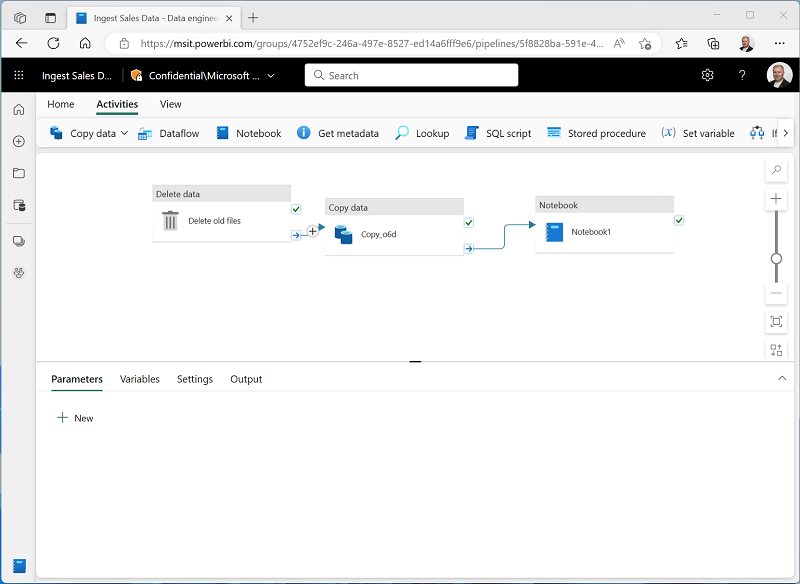 Ingest Sales Data - Data enginee
https://msit.powerbi.com/groups/4752ef9c-246a-497e-8527-ed14a6fff9e6/pipelines/5f8828ba-591e-4...
Ingest Sales D... Confidential\Microsoft ... Search ?
Home Activities View
Copy data Dataflow Notebook Get metadata Lookup SQL script Stored procedure (x) Set variable If
Delete data
Delete old files
Copy data
Copy_o6d
Notebook
Notebook1
Parameters Variables Settings Output
New